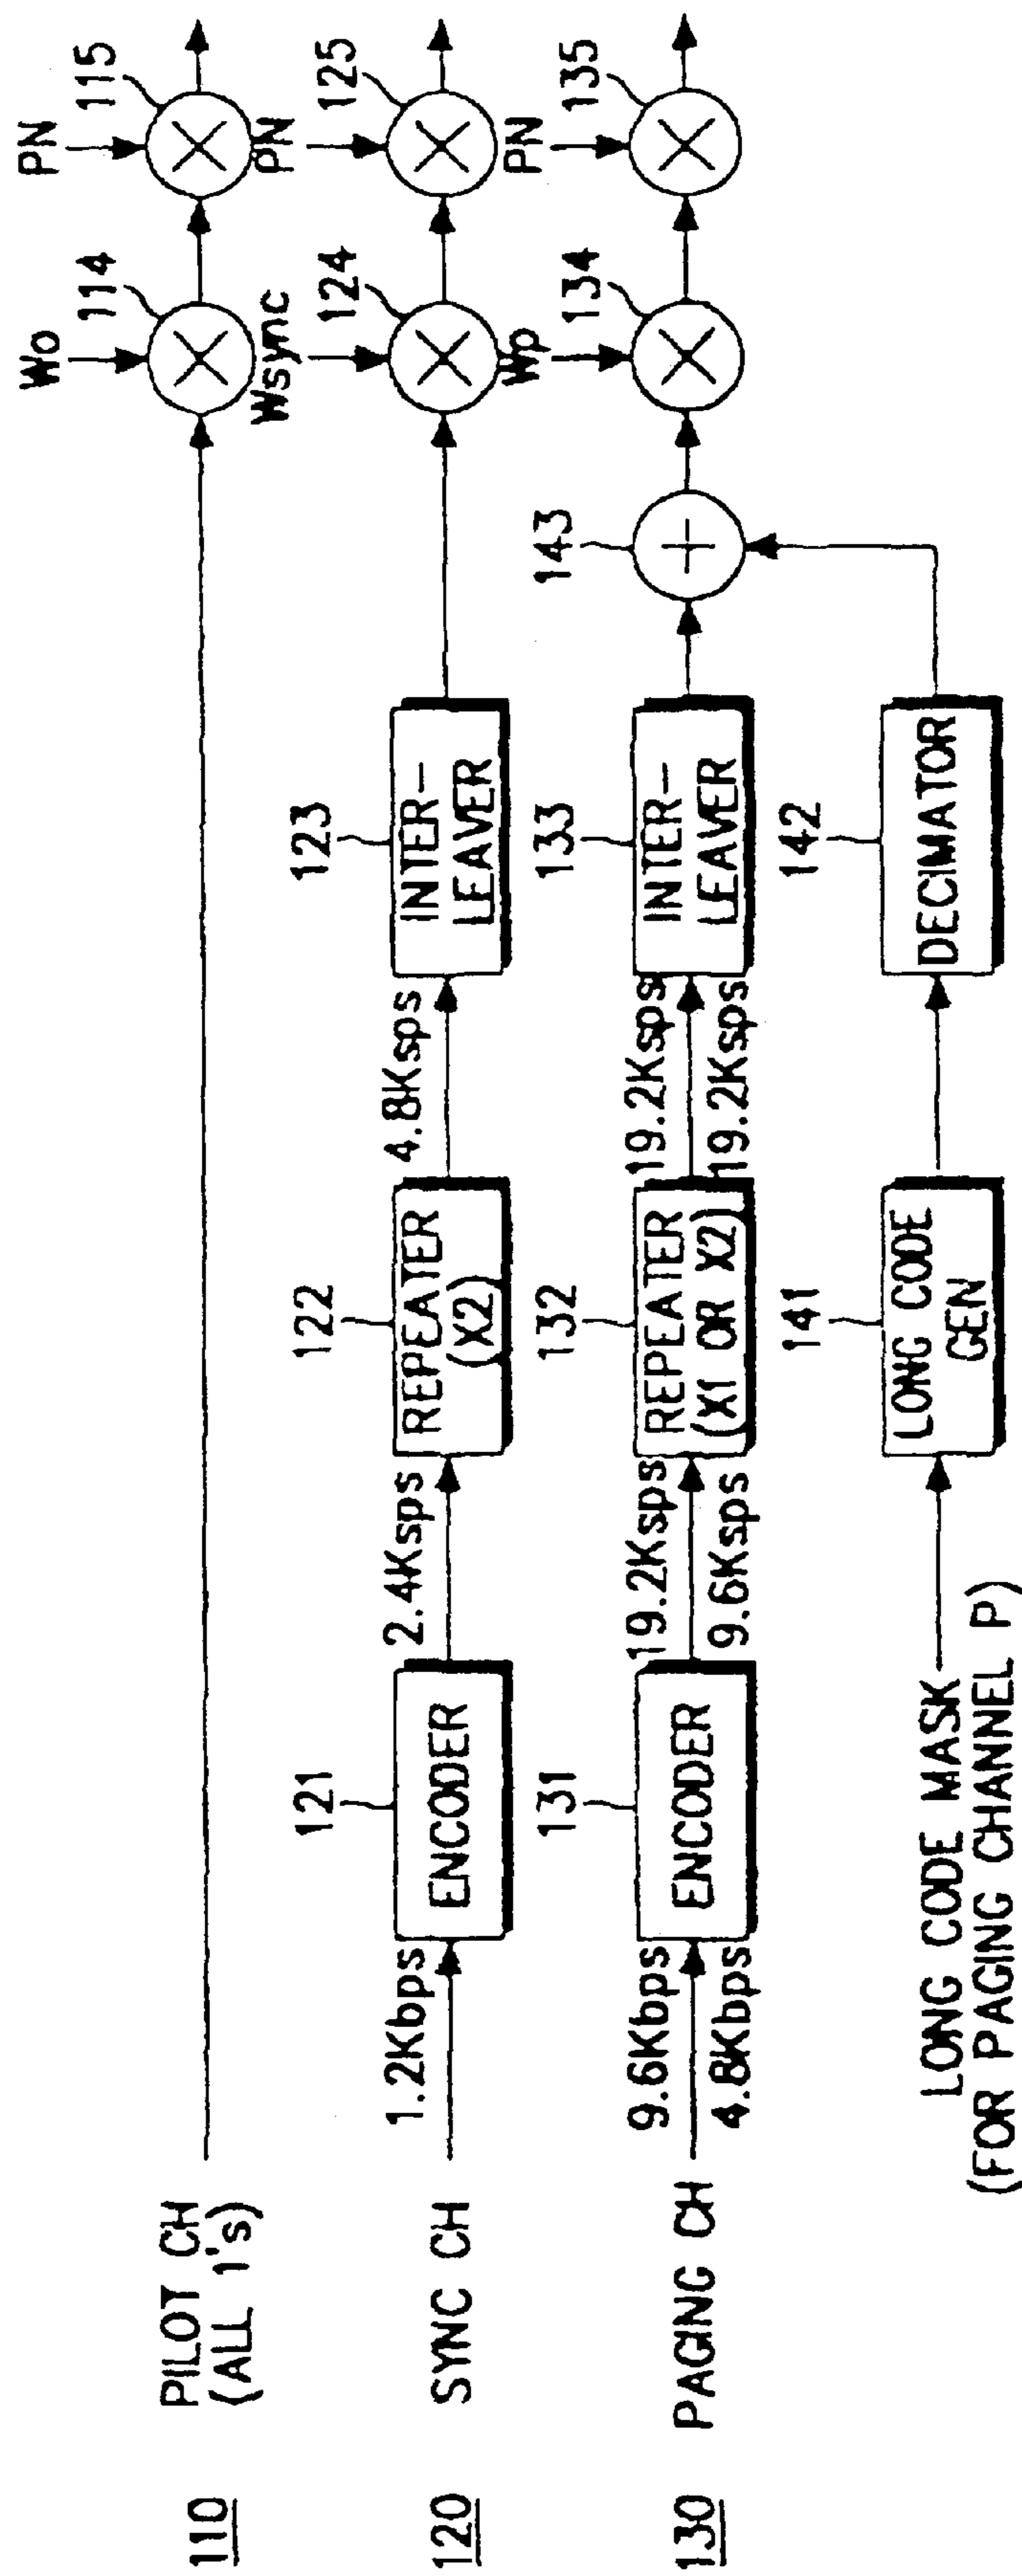 110
PILOT CH
(ALL 1's)
Wo
114
PN
115
120
SYNC CH
1.2Kbps
121
ENCODER
2.4Ksps
122
REPEATER
(X2)
4.8Ksps
123
INTER-
LEAVER
Wsync
124
PN
125
130
PAGING CH
9.6Kbps
4.8Kbps
131
ENCODER
19.2Ksps
9.6Ksps
132
REPEATER
(X1 OR X2)
19.2Ksps
19.2Ksps
133
INTER-
LEAVER
143
Wp
134
PN
135
LONG CODE MASK
(FOR PAGING CHANNEL P)
141
LONG CODE
GEN
142
DECIMATOR